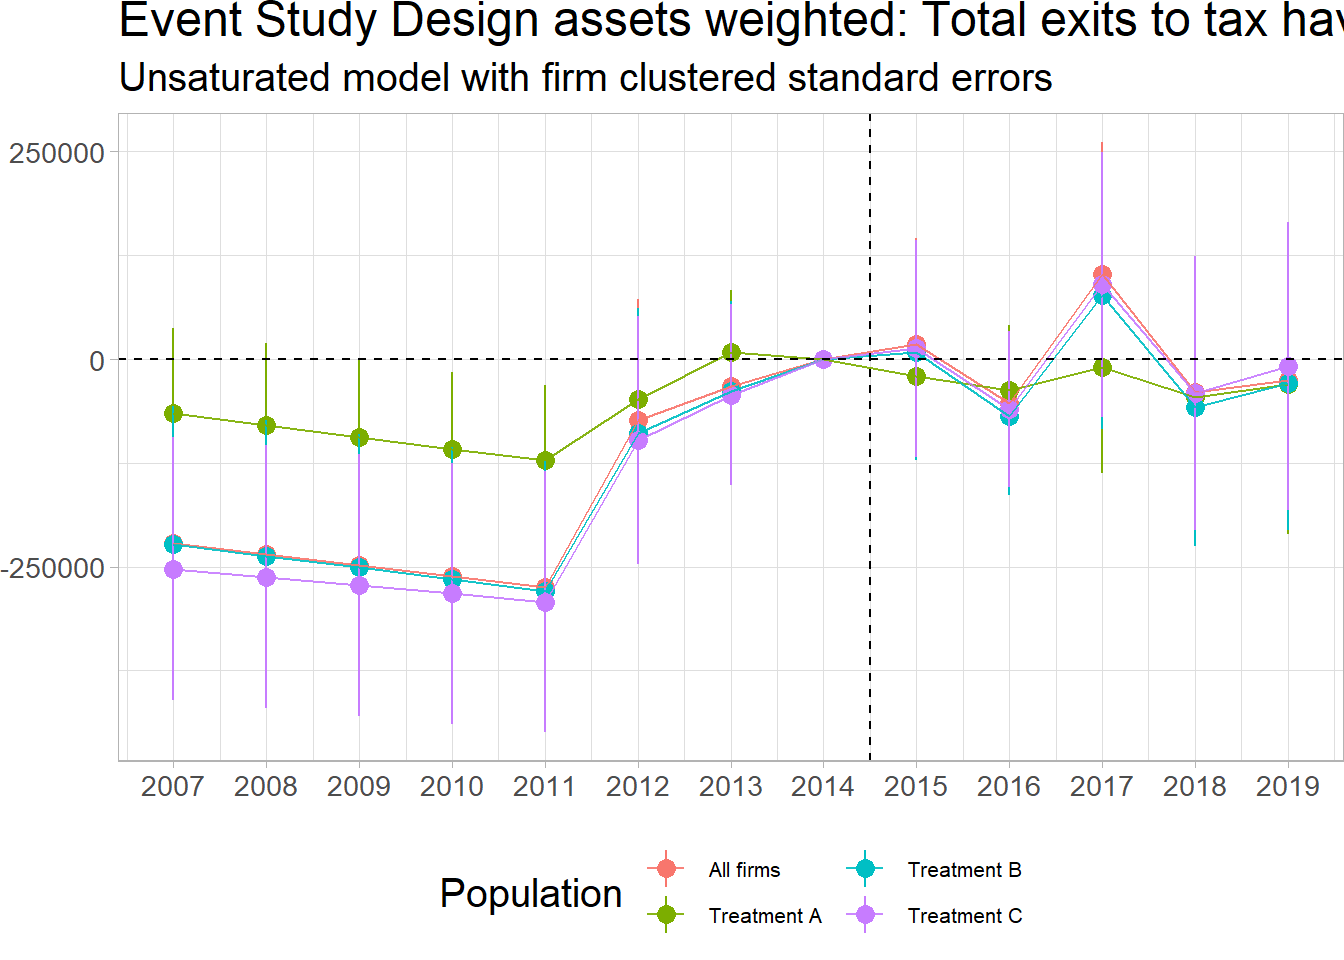 Event Study Design assets weighted: Total exits to tax hav
Unsaturated model with firm clustered standard errors
250000
0
-250000
2007 2008 2009 2010 2011 2012 2013 2014 2015 2016 2017 2018 2019
Population
All firms
Treatment B
Treatment A
Treatment C